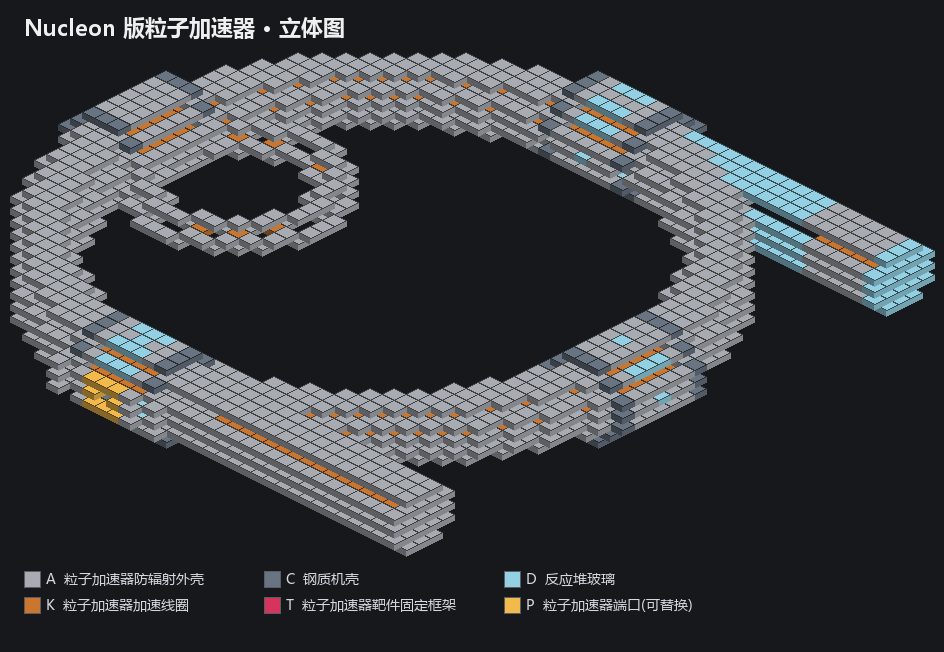 Nucleon 版粒子加速器 • 立体图
A 粒子加速器防辐射外壳
C 钢质机壳
D 反应堆玻璃
K 粒子加速器加速线圈
T 粒子加速器靶件固定框架
P 粒子加速器端口(可替换)